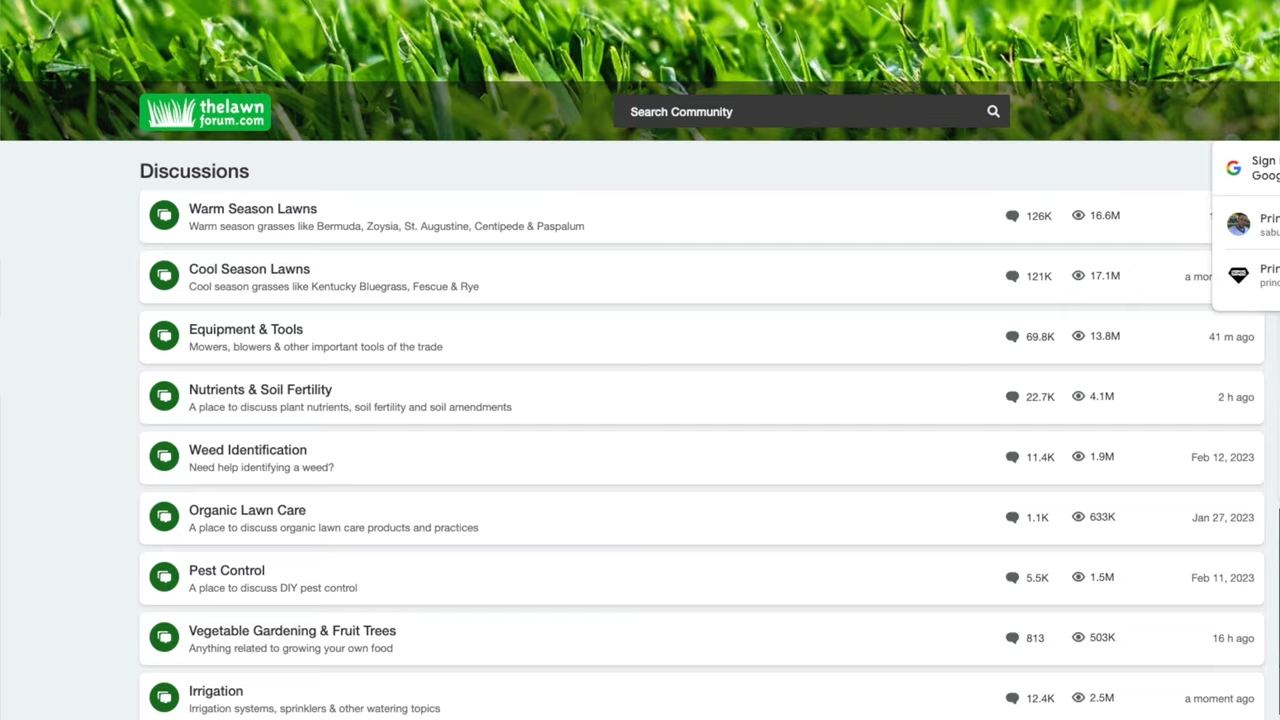 thelawn
forum.com
Search Community
Discussions
Sign
Goog
Warm Season Lawns
Warm season grasses like Bermuda, Zoysia, St. Augustine, Centipede & Paspalum
126K 16.6M
Prin
sabu
Cool Season Lawns
Cool season grasses like Kentucky Bluegrass, Fescue & Rye
121K 17.1M a mor
Prin
princ
Equipment & Tools
Mowers, blowers & other important tools of the trade
69.8K 13.8M 41 m ago
Nutrients & Soil Fertility
A place to discuss plant nutrients, soil fertility and soil amendments
22.7K 4.1M 2 h ago
Weed Identification
Need help identifying a weed?
11.4K 1.9M Feb 12, 2023
Organic Lawn Care
A place to discuss organic lawn care products and practices
1.1K 633K Jan 27, 2023
Pest Control
A place to discuss DIY pest control
5.5K 1.5M Feb 11, 2023
Vegetable Gardening & Fruit Trees
Anything related to growing your own food
813 503K 16 h ago
Irrigation
Irrigation systems, sprinklers & other watering topics
12.4K 2.5M a moment ago